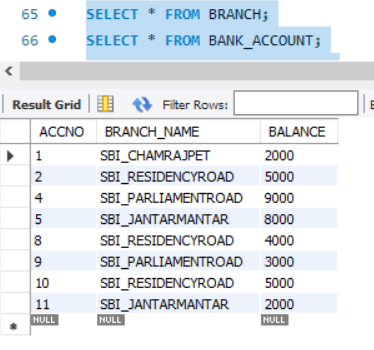 65 SELECT * FROM BRANCH;
66 SELECT * FROM BANK_ACCOUNT;
Result Grid Filter Rows: E
ACCNO BRANCH_NAME BALANCE
1 SBI_CHAMRAJPET 2000
2 SBI_RESIDENCYROAD 5000
4 SBI_PARLIAMENTROAD 9000
5 SBI_JANTARMANTAR 8000
8 SBI_RESIDENCYROAD 4000
9 SBI_PARLIAMENTROAD 3000
10 SBI_RESIDENCYROAD 5000
11 SBI_JANTARMANTAR 2000
NULL NULL NULL